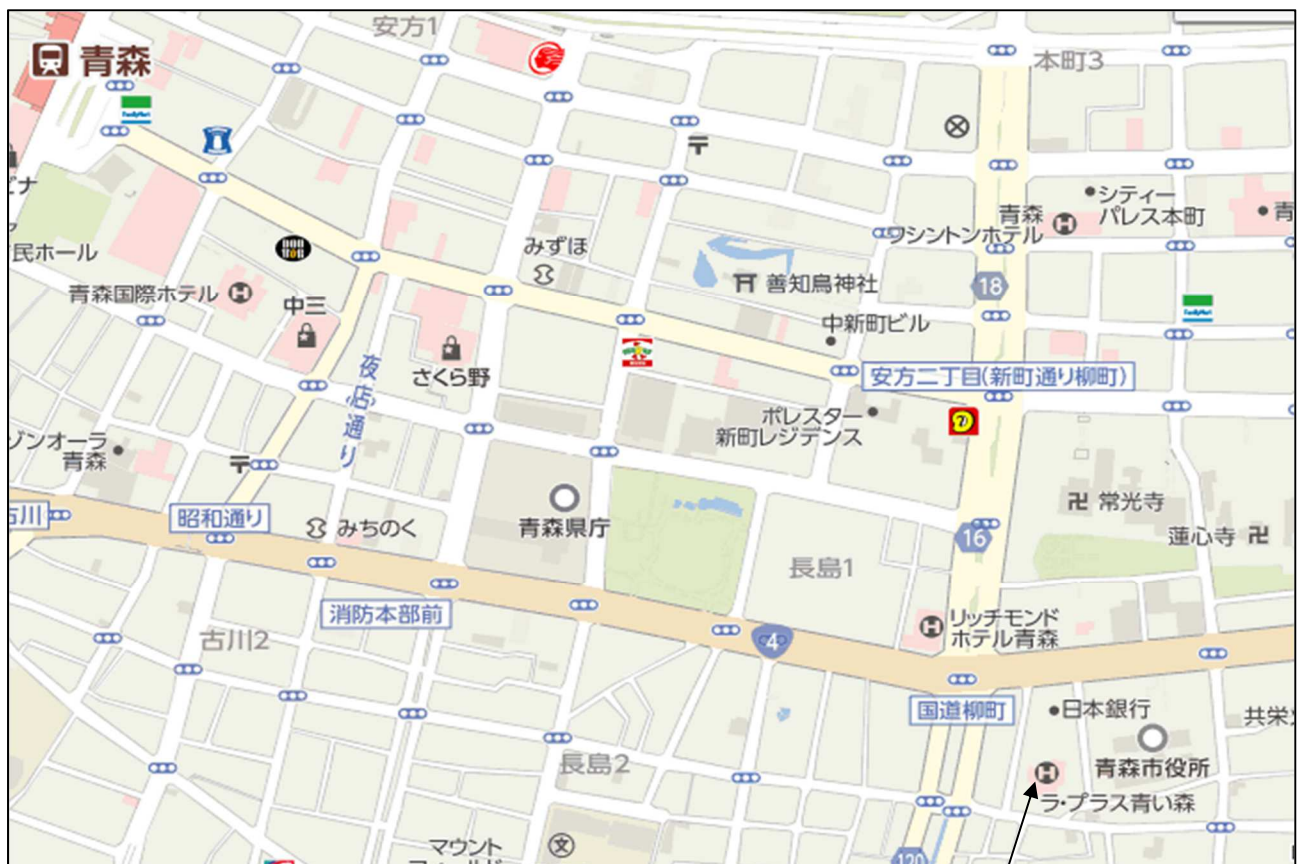 安方1
本町3
青森
FamilyMart
シティー
パレス本町
青森
ワシントンホテル
青
ナ
民ホール
みずほ
善知鳥神社
18
青森国際ホテル
中三
中新町ビル
FamilyMart
さくら野
安方二丁目(新町通り柳町)
夜店通り
ポレスター
新町レジデンス
ゾンオーラ
青森
常光寺
古川
昭和通り
みちのく
青森県庁
16
蓮心寺
長島1
消防本部前
リッチモンド
ホテル青森
古川2
4
国道柳町
日本銀行
共栄
長島2
青森市役所
ラ・プラス青い森
マウント
文
120